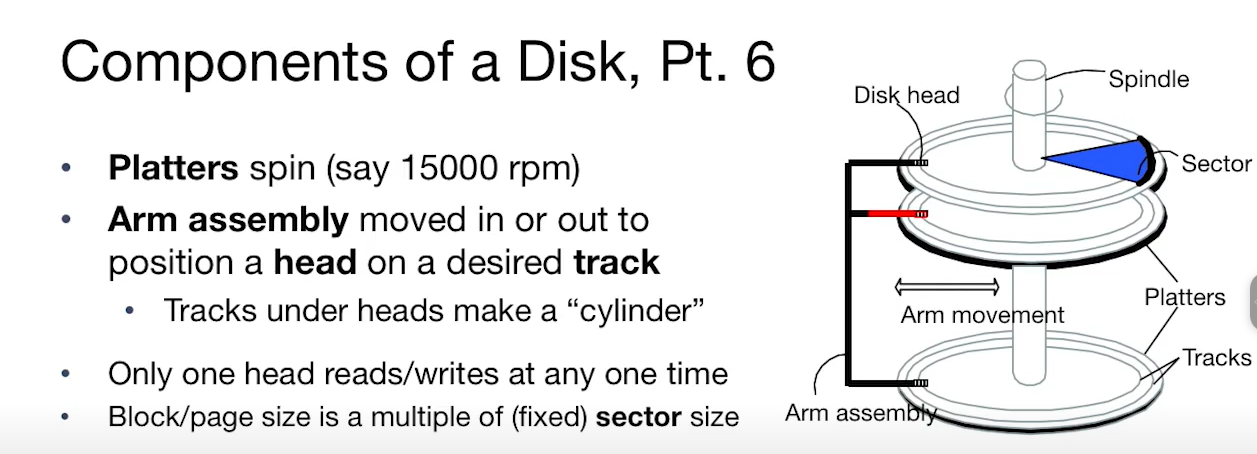 Components of a Disk, Pt. 6
• Platters spin (say 15000 rpm)
• Arm assembly moved in or out to
position a head on a desired track
• Tracks under heads make a “cylinder”
• Only one head reads/writes at any one time
• Block/page size is a multiple of (fixed) sector size
Spindle
Disk head
Sector
Platters
Arm movement
Tracks
Arm assembly